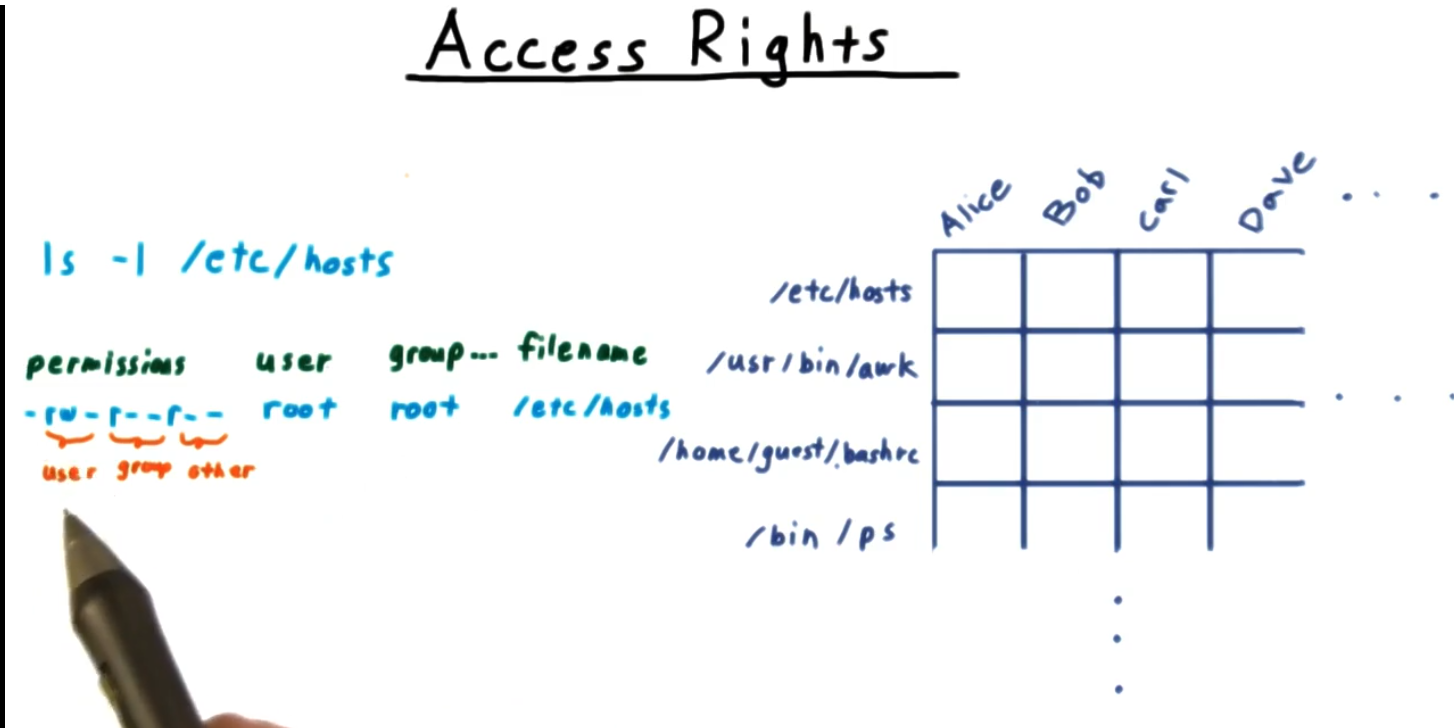 Access Rights
ls -l /etc/hosts
permissions user group... filename
-rw-r--r-- root root /etc/hosts
user group other
Alice Bob Carl Dave . . .
/etc/hosts
/usr/bin/awk . . .
/home/guest/.bashrc
/bin/ps